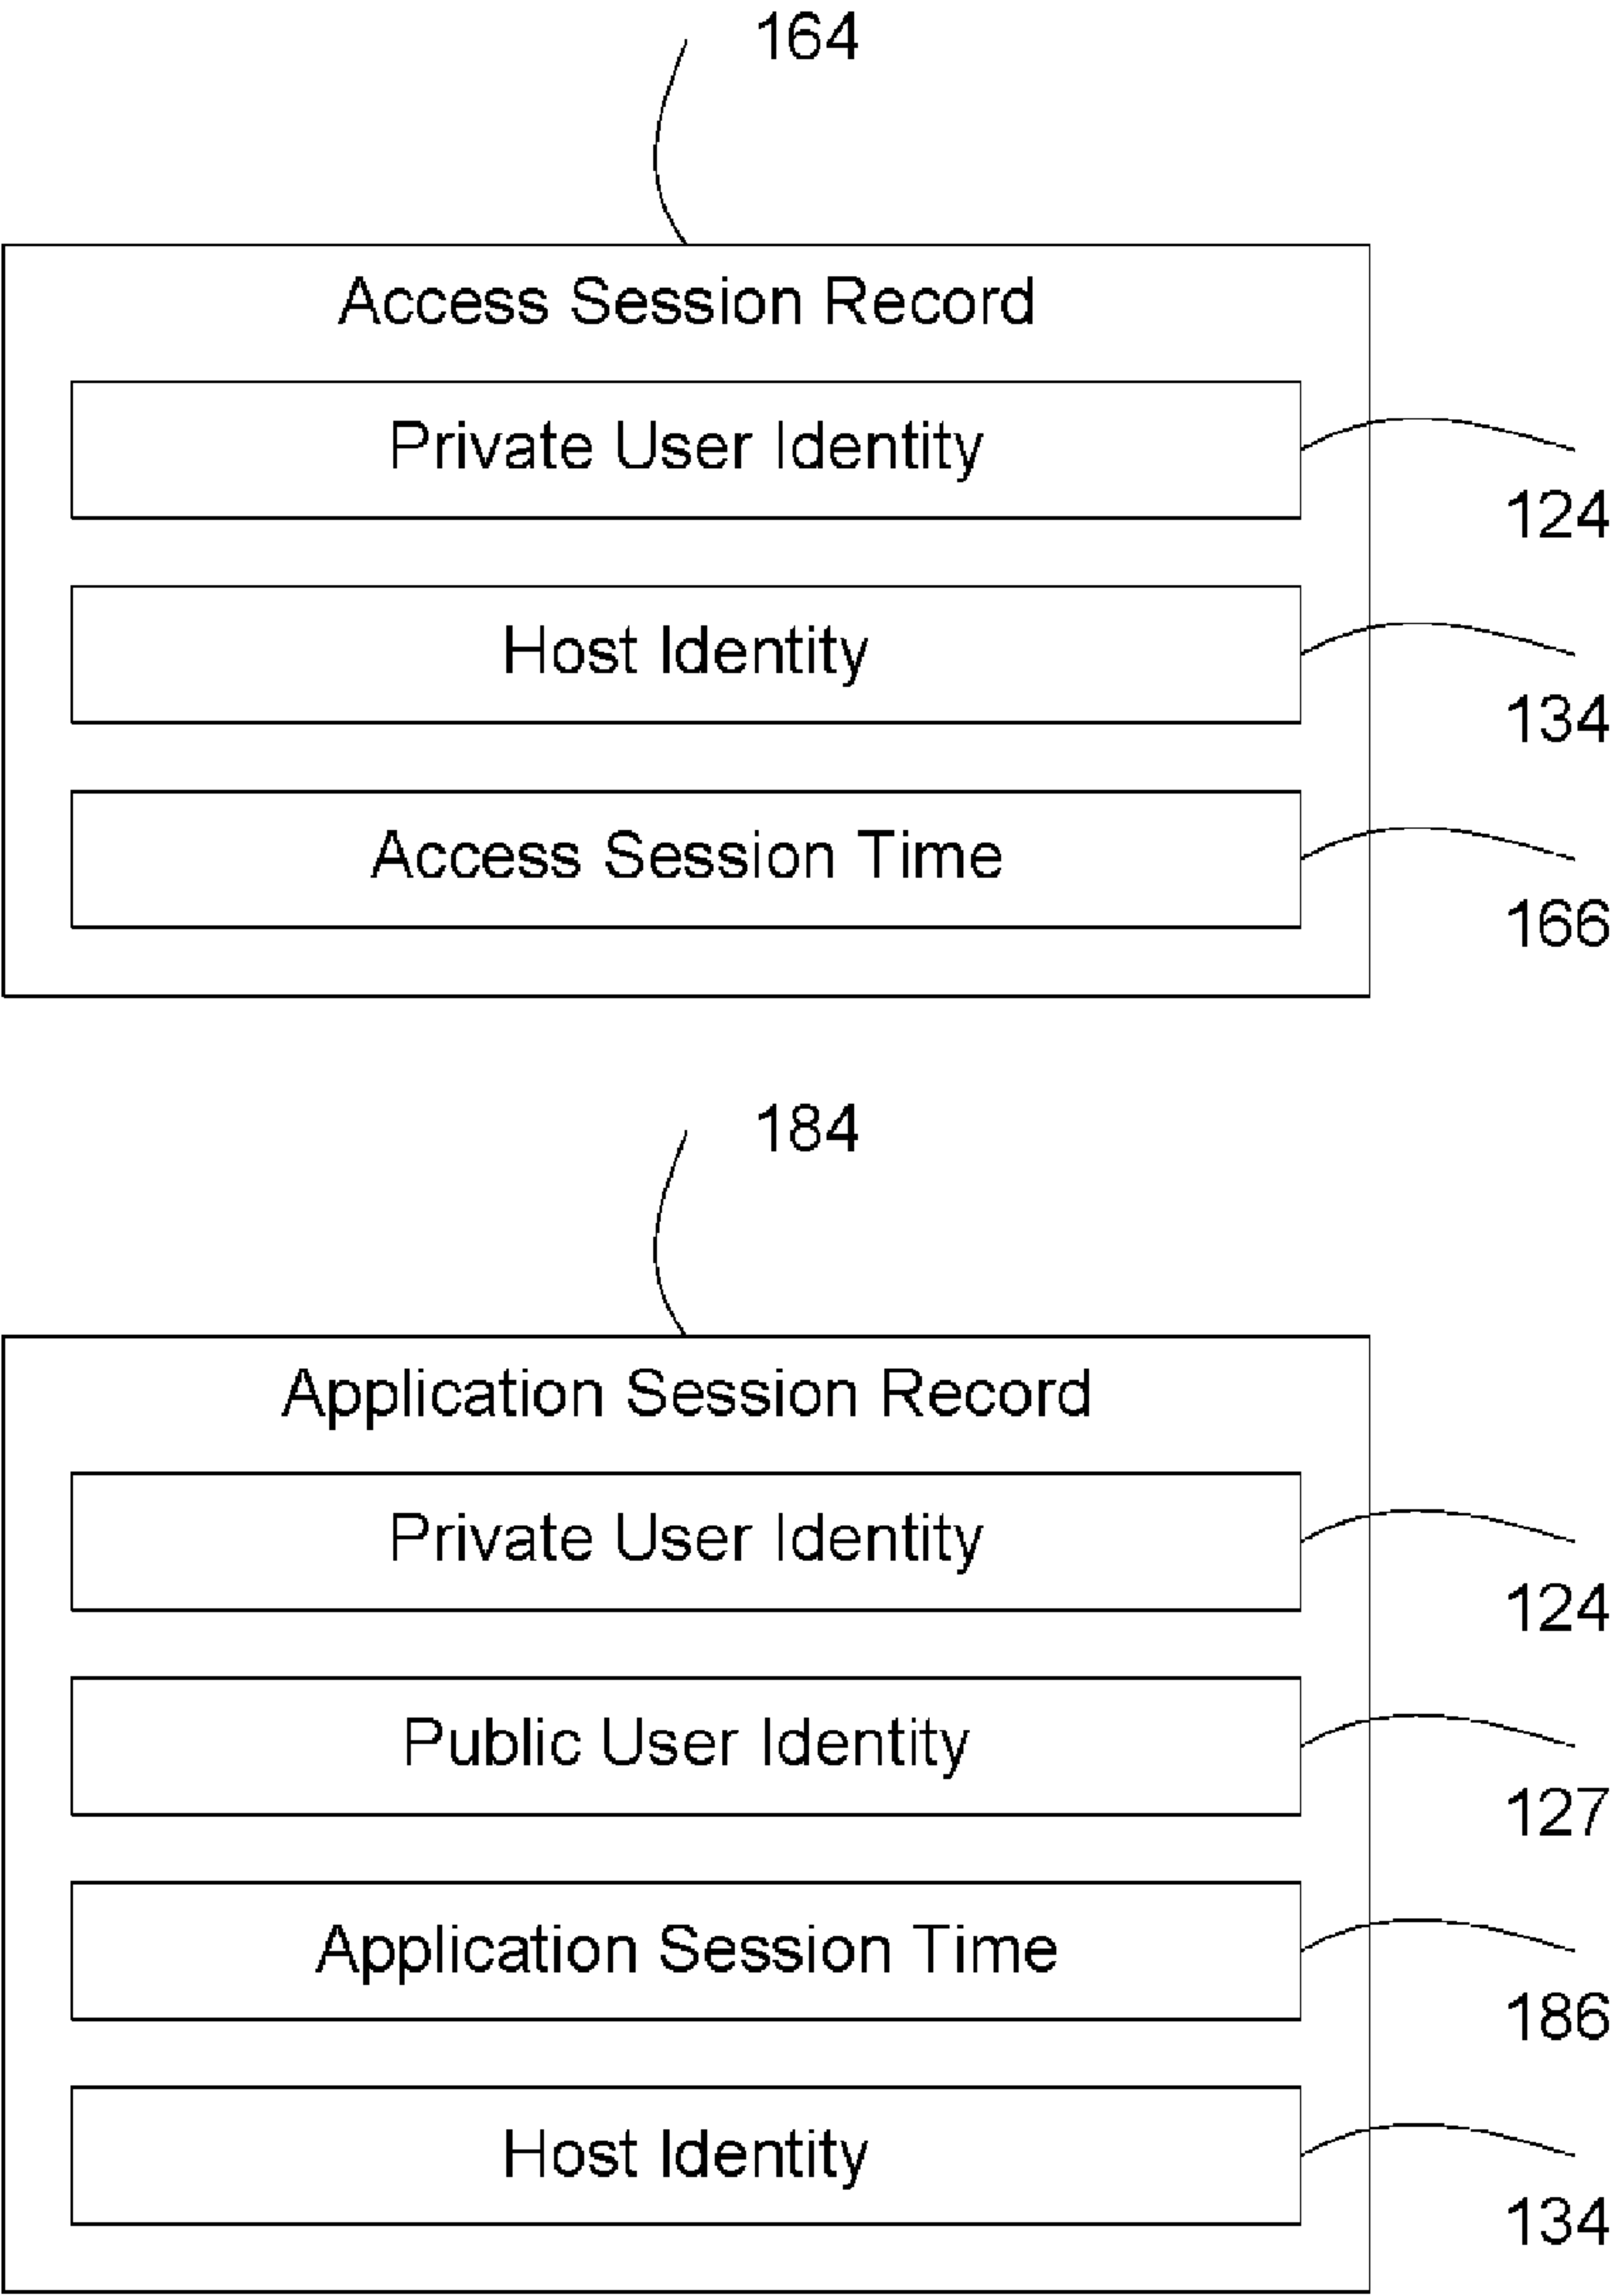 164
Access Session Record
Private User Identity
124
Host Identity
134
Access Session Time
166
184
Application Session Record
Private User Identity
124
Public User Identity
127
Application Session Time
186
Host Identity
134